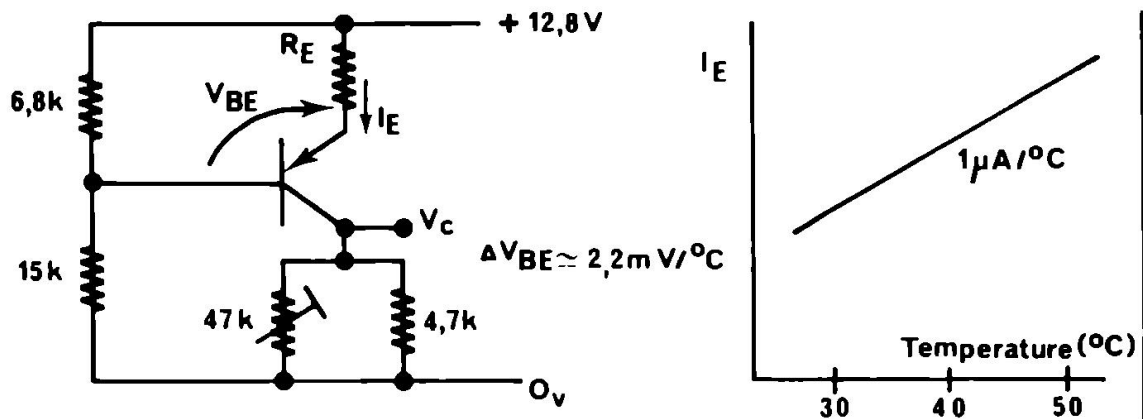 + 12,8 V
R_E
6,8k
V_BE
I_E
V_c
15k
ΔV_BE ≃ 2,2m V/°C
47k
4,7k
O_v
I_E
1μA/°C
Temperature (°C)
30 40 50